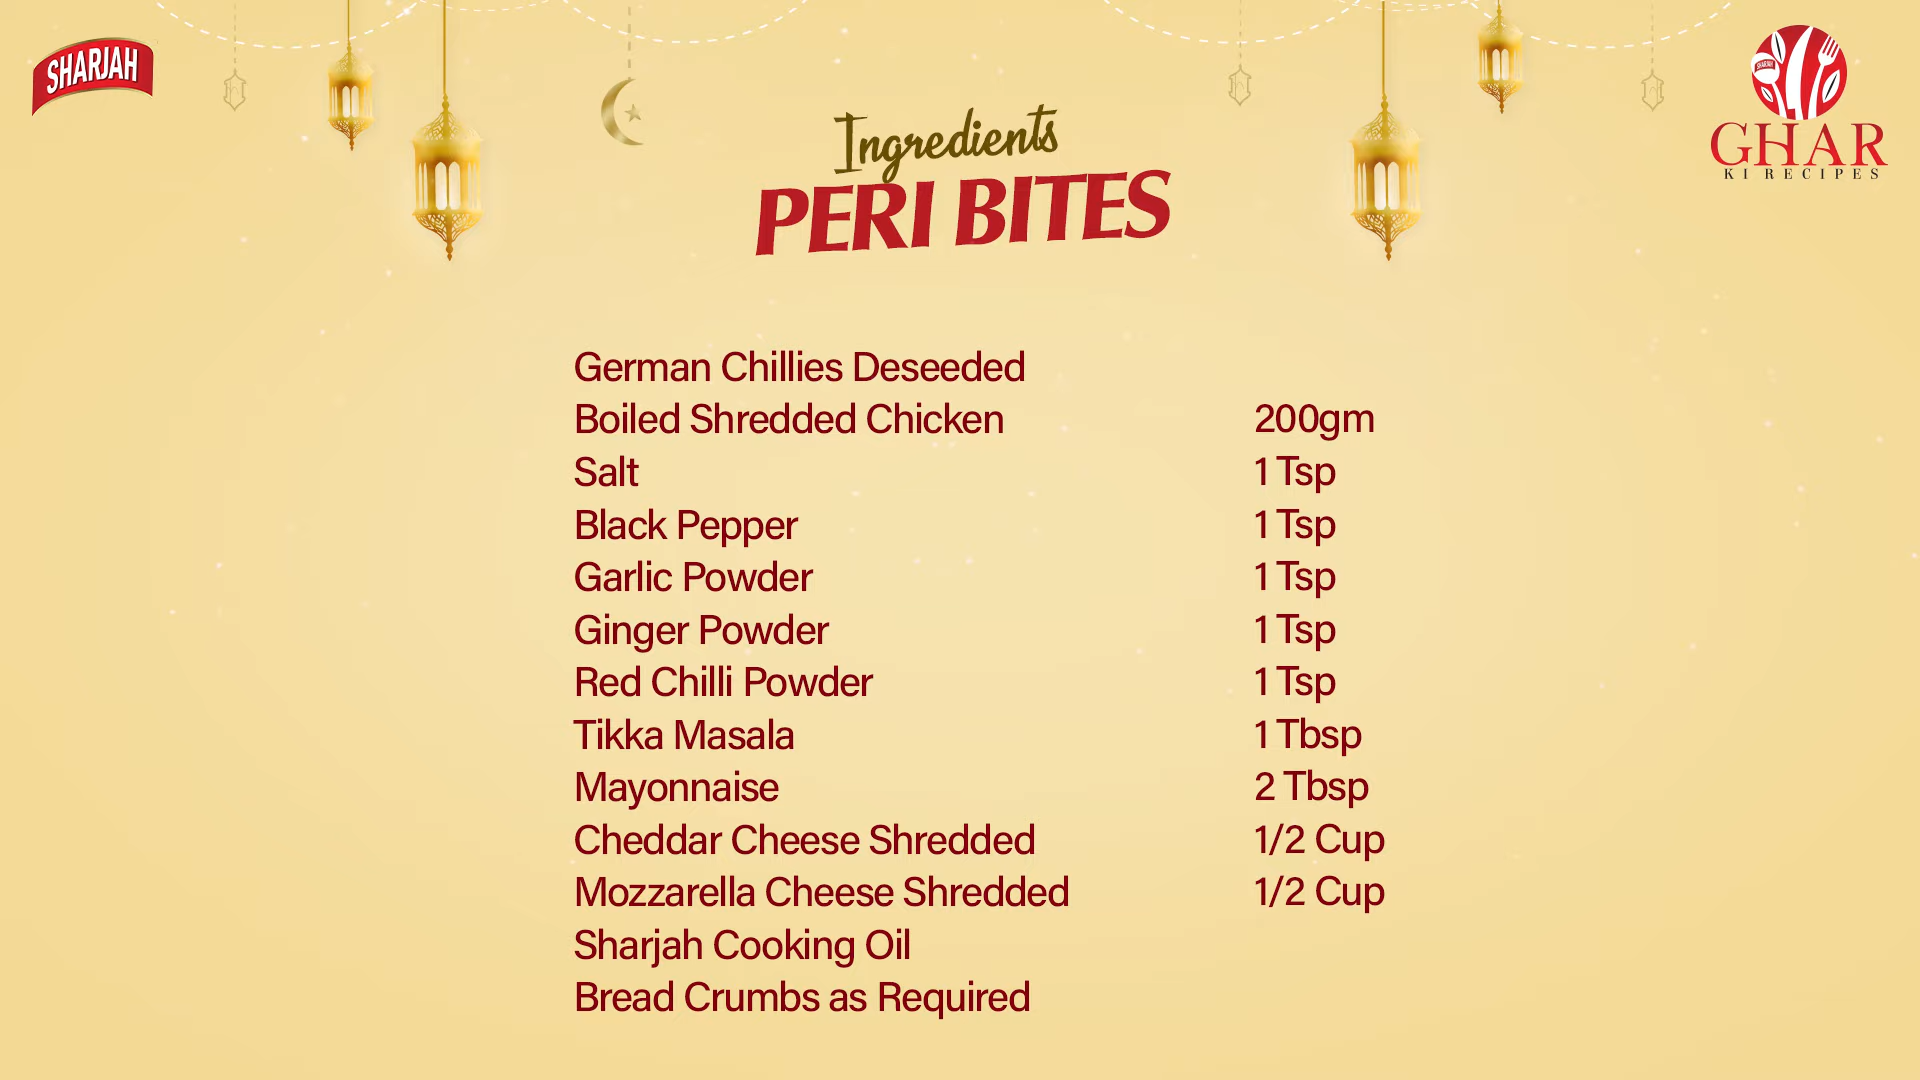 SHARJAH
SHARJAH
GHAR
KI RECIPES
Ingredients
PERI BITES
German Chillies Deseeded
Boiled Shredded Chicken 200gm
Salt 1 Tsp
Black Pepper 1 Tsp
Garlic Powder 1 Tsp
Ginger Powder 1 Tsp
Red Chilli Powder 1 Tsp
Tikka Masala 1 Tbsp
Mayonnaise 2 Tbsp
Cheddar Cheese Shredded 1/2 Cup
Mozzarella Cheese Shredded 1/2 Cup
Sharjah Cooking Oil
Bread Crumbs as Required